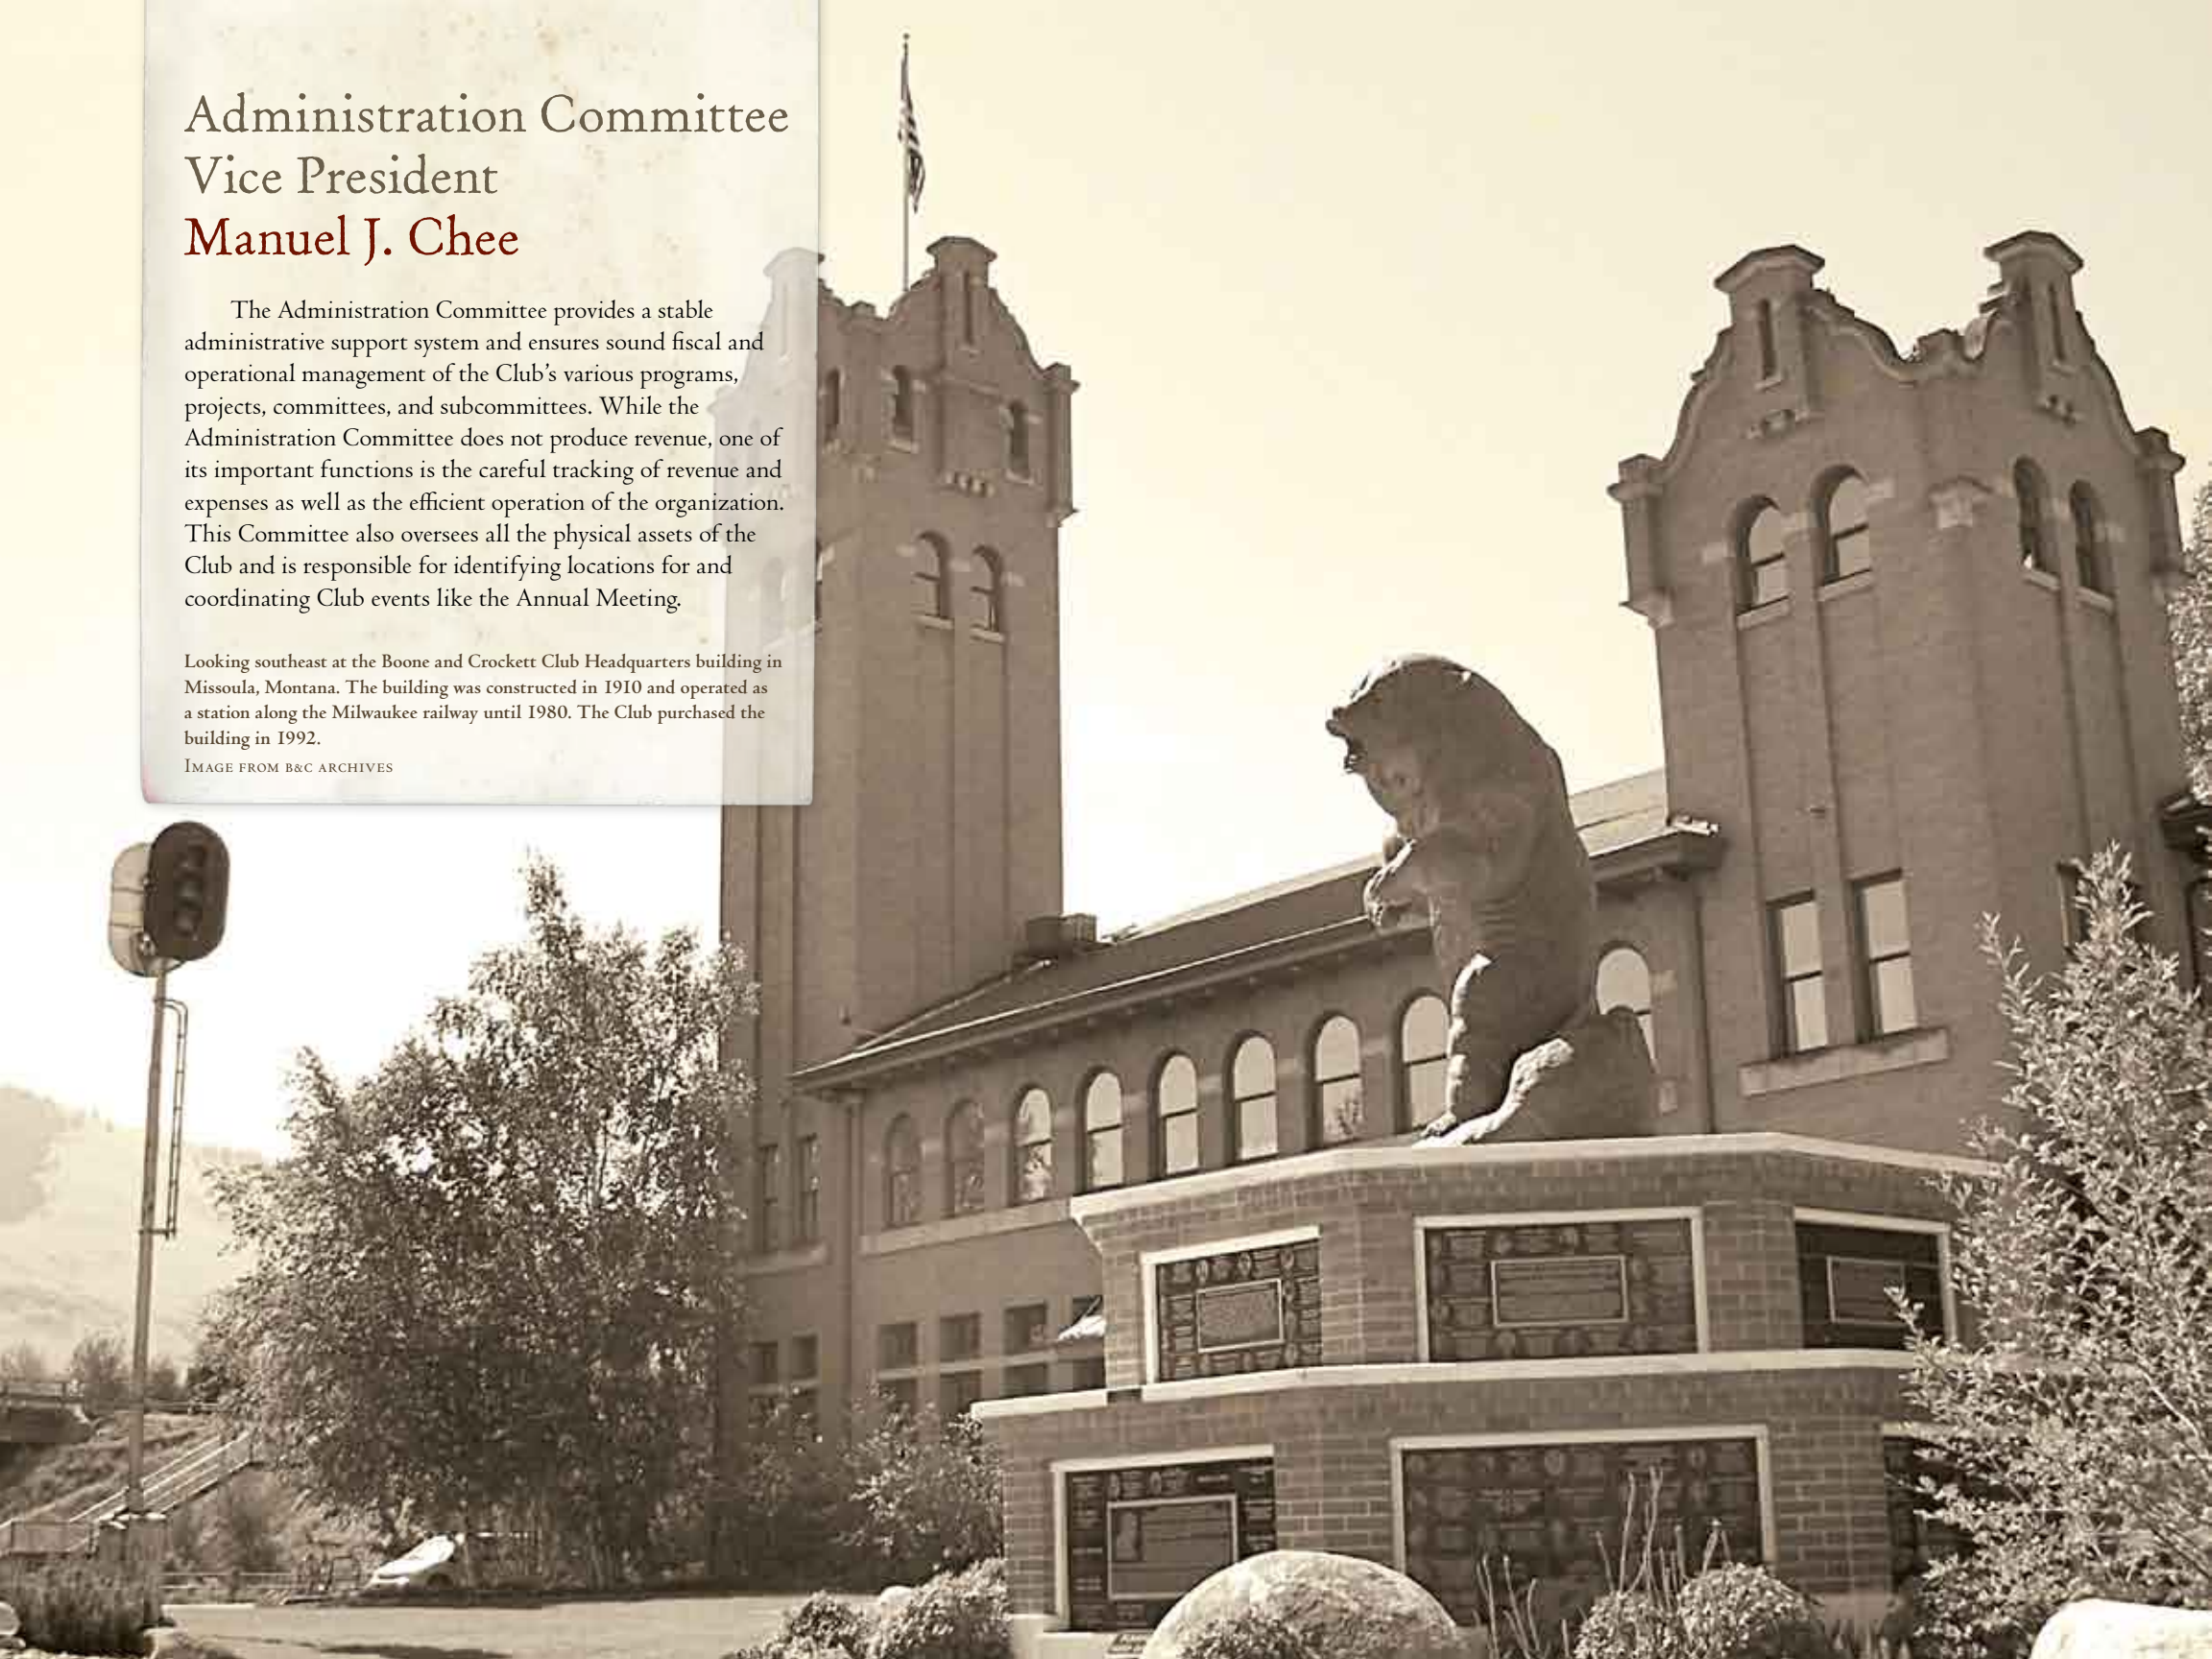 Administration Committee
Vice President
Manuel J. Chee
The Administration Committee provides a stable
administrative support system and ensures sound fiscal and
operational management of the Club’s various programs,
projects, committees, and subcommittees. While the
Administration Committee does not produce revenue, one of
its important functions is the careful tracking of revenue and
expenses as well as the efficient operation of the organization.
This Committee also oversees all the physical assets of the
Club and is responsible for identifying locations for and
coordinating Club events like the Annual Meeting.
Looking southeast at the Boone and Crockett Club Headquarters building in
Missoula, Montana. The building was constructed in 1910 and operated as
a station along the Milwaukee railway until 1980. The Club purchased the
building in 1992.
Image from B&C Archives